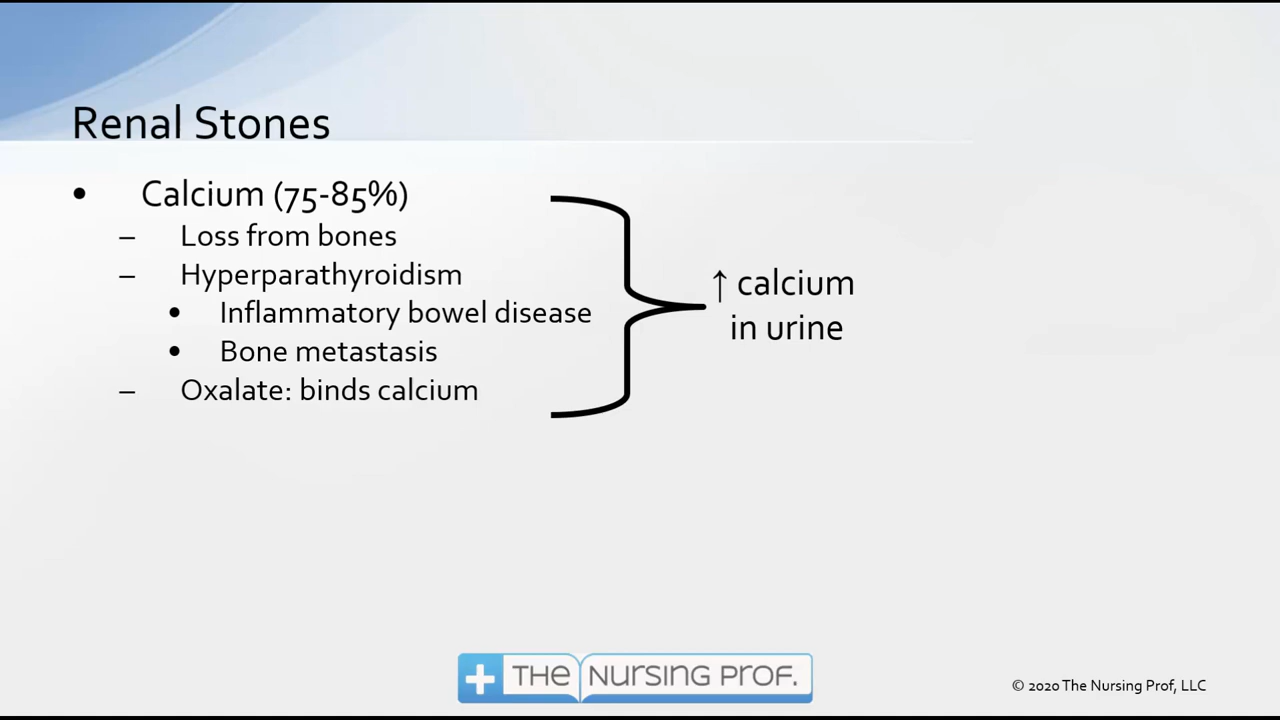 Renal Stones
• Calcium (75-85%)
– Loss from bones
– Hyperparathyroidism
• Inflammatory bowel disease
• Bone metastasis
– Oxalate: binds calcium
↑ calcium
in urine
THE NURSING PROF.
© 2020 The Nursing Prof, LLC